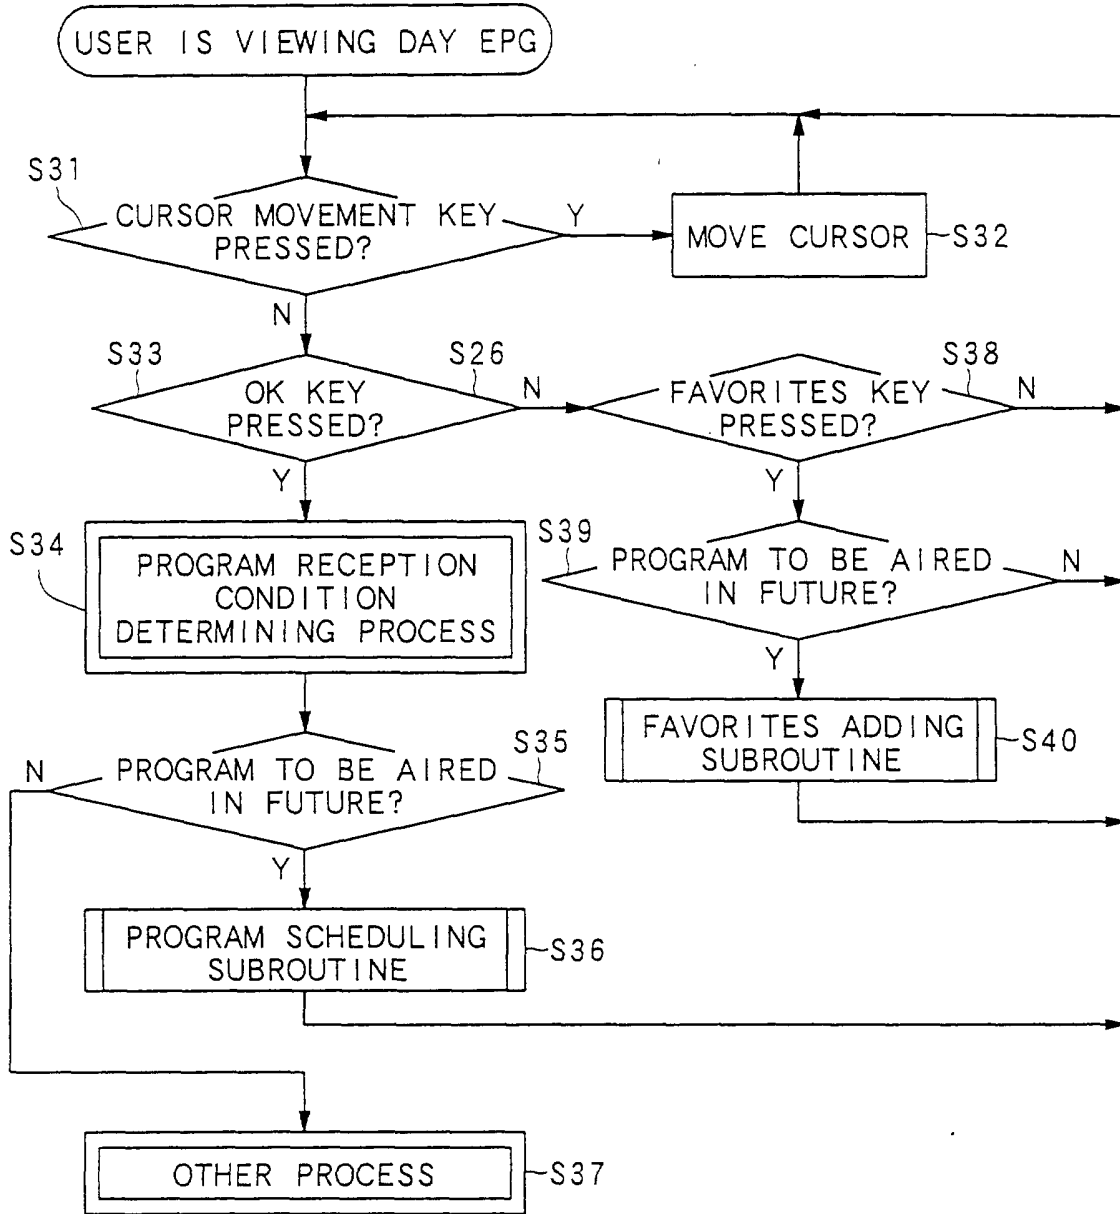 USER IS VIEWING DAY EPG
S31
CURSOR MOVEMENT KEY
PRESSED?
Y
MOVE CURSOR
S32
N
S33
OK KEY
PRESSED?
S26
N
FAVORITES KEY
PRESSED?
S38
N
Y
Y
S34
PROGRAM RECEPTION
CONDITION
DETERMINING PROCESS
S39
PROGRAM TO BE AIRED
IN FUTURE?
N
Y
FAVORITES ADDING
SUBROUTINE
S40
N
PROGRAM TO BE AIRED
IN FUTURE?
S35
Y
PROGRAM SCHEDULING
SUBROUTINE
S36
OTHER PROCESS
S37